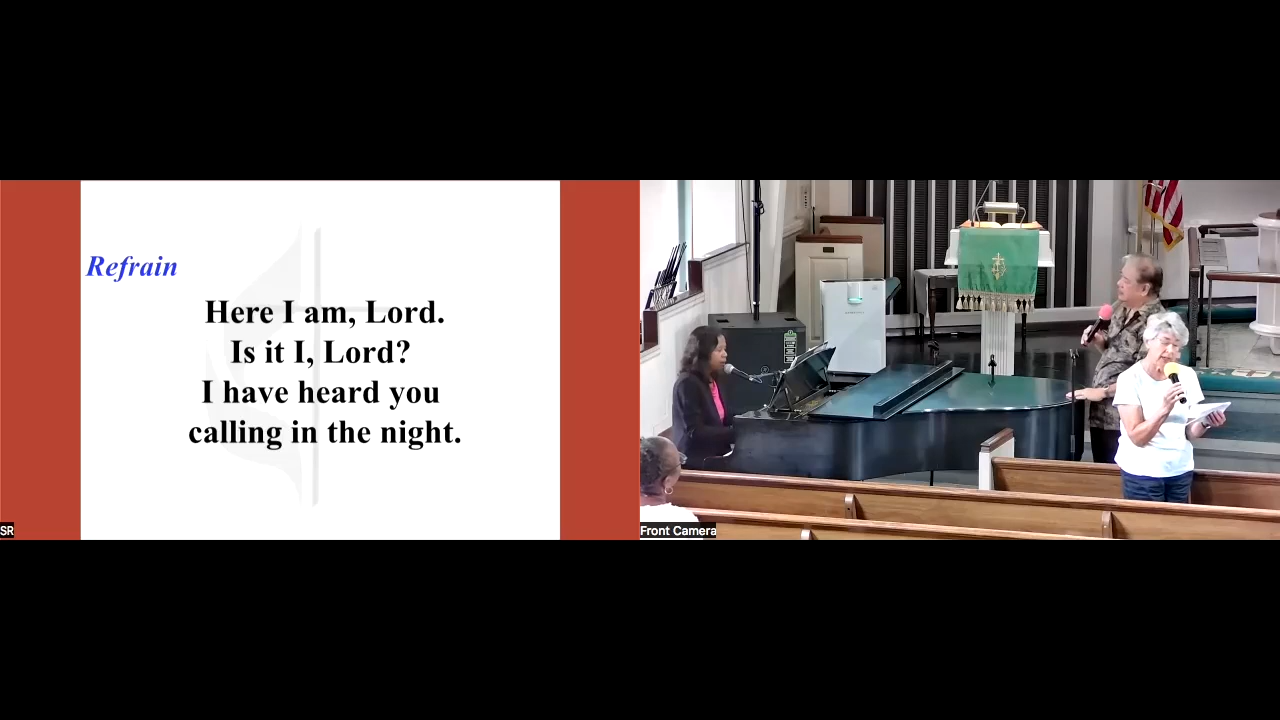 Refrain
Here I am, Lord.
Is it I, Lord?
I have heard you
calling in the night.
SR
Front Camera